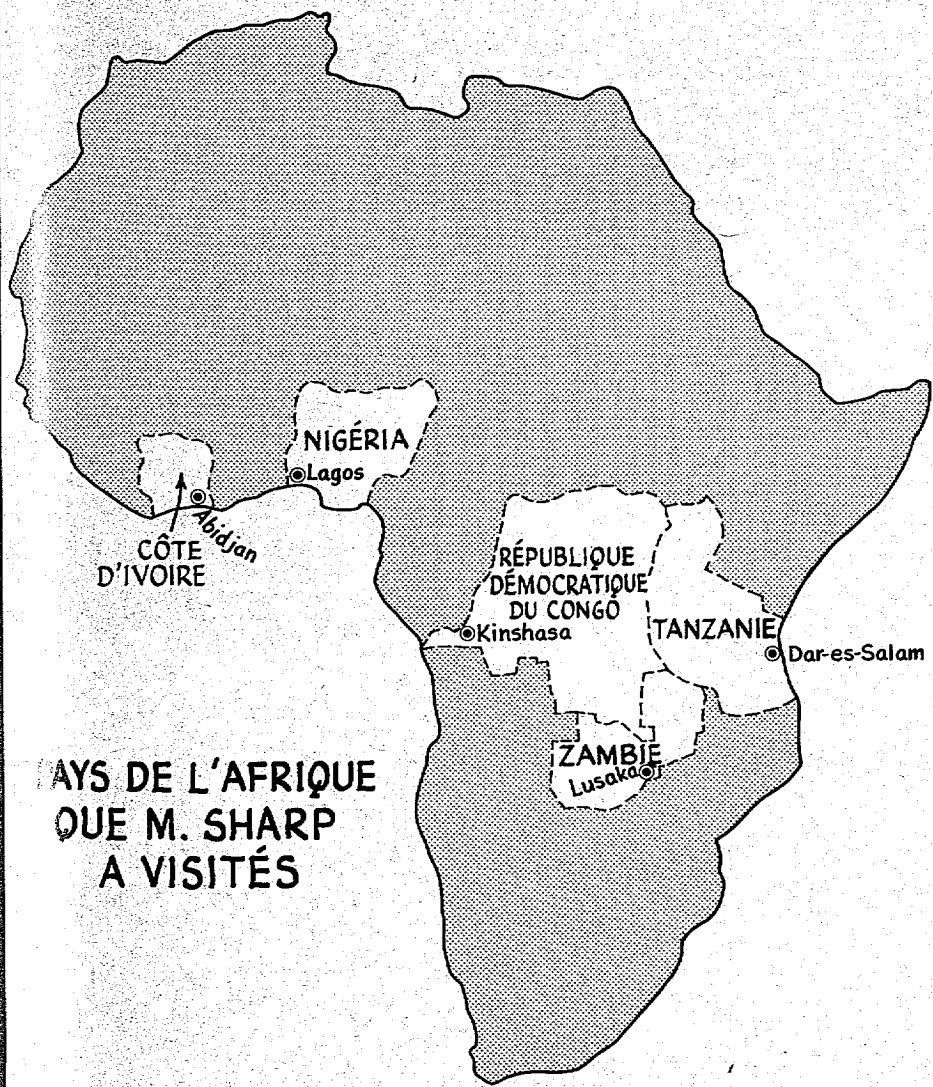 NIGÉRIA
Lagos
Abidjan
CÔTE
D'IVOIRE
RÉPUBLIQUE
DÉMOCRATIQUE
DU CONGO
Kinshasa
TANZANIE
Dar-es-Salam
ZAMBIE
Lusaka
AYS DE L'AFRIQUE
QUE M. SHARP
A VISITÉS